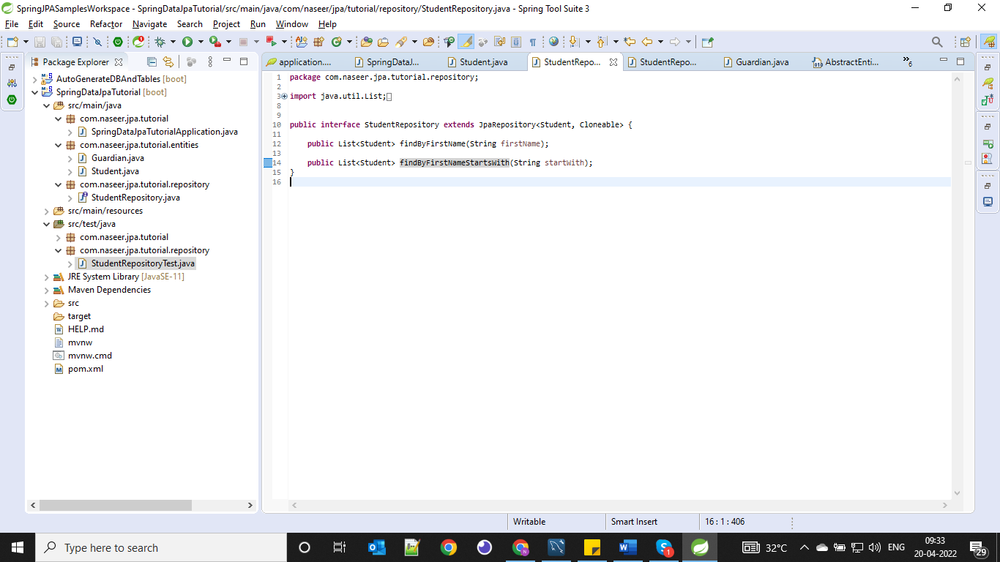 SpringJPASamplesWorkspace - SpringDataJpaTutorial/src/main/java/com/naseer/jpa/tutorial/repository/StudentRepository.java - Spring Tool Suite 3
File Edit Source Refactor Navigate Search Project Run Window Help
Package Explorer
AutoGenerateDBAndTables [boot]
SpringDataJpaTutorial [boot]
src/main/java
com.naseer.jpa.tutorial
SpringDataJpaTutorialApplication.java
com.naseer.jpa.tutorial.entities
Guardian.java
Student.java
com.naseer.jpa.tutorial.repository
StudentRepository.java
src/main/resources
src/test/java
com.naseer.jpa.tutorial
com.naseer.jpa.tutorial.repository
StudentRepositoryTest.java
JRE System Library [JavaSE-11]
Maven Dependencies
src
target
HELP.md
mvnw
mvnw.cmd
pom.xml
application.... SpringDataJ... Student.java StudentRepo... StudentRepo... Guardian.java AbstractEnti... »6
1 package com.naseer.jpa.tutorial.repository;
2
3 import java.util.List;
8
9
10 public interface StudentRepository extends JpaRepository<Student, Cloneable> {
11
12 public List<Student> findByFirstName(String firstName);
13
14 public List<Student> findByFirstNameStartsWith(String startWith);
15 }
16
Writable Smart Insert 16 : 1 : 406
Type here to search
N
1
32°C
ENG
09:33
20-04-2022
29